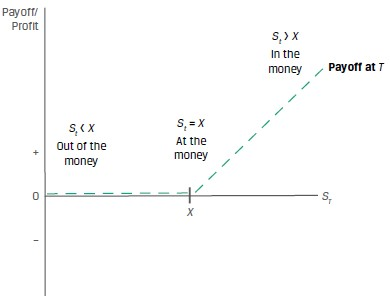 Payoff/
Profit
S_t > X
In the
money
Payoff at T
S_t < X
Out of the
money
S_t = X
At the
money
+
0
−
X
S_T